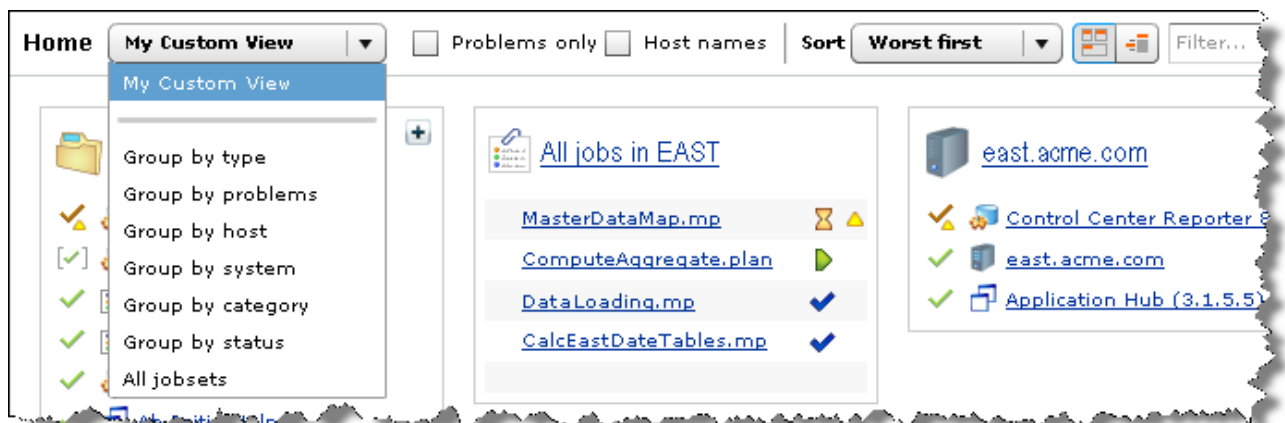 Home My Custom View Problems only Host names Sort Worst first Filter...
My Custom View
Group by type
Group by problems
Group by host
Group by system
Group by category
Group by status
All jobsets
All jobs in EAST
MasterDataMap.mp
ComputeAggregate.plan
DataLoading.mp
CalcEastDateTables.mp
east.acme.com
Control Center Reporter
east.acme.com
Application Hub (3.1.5.5)